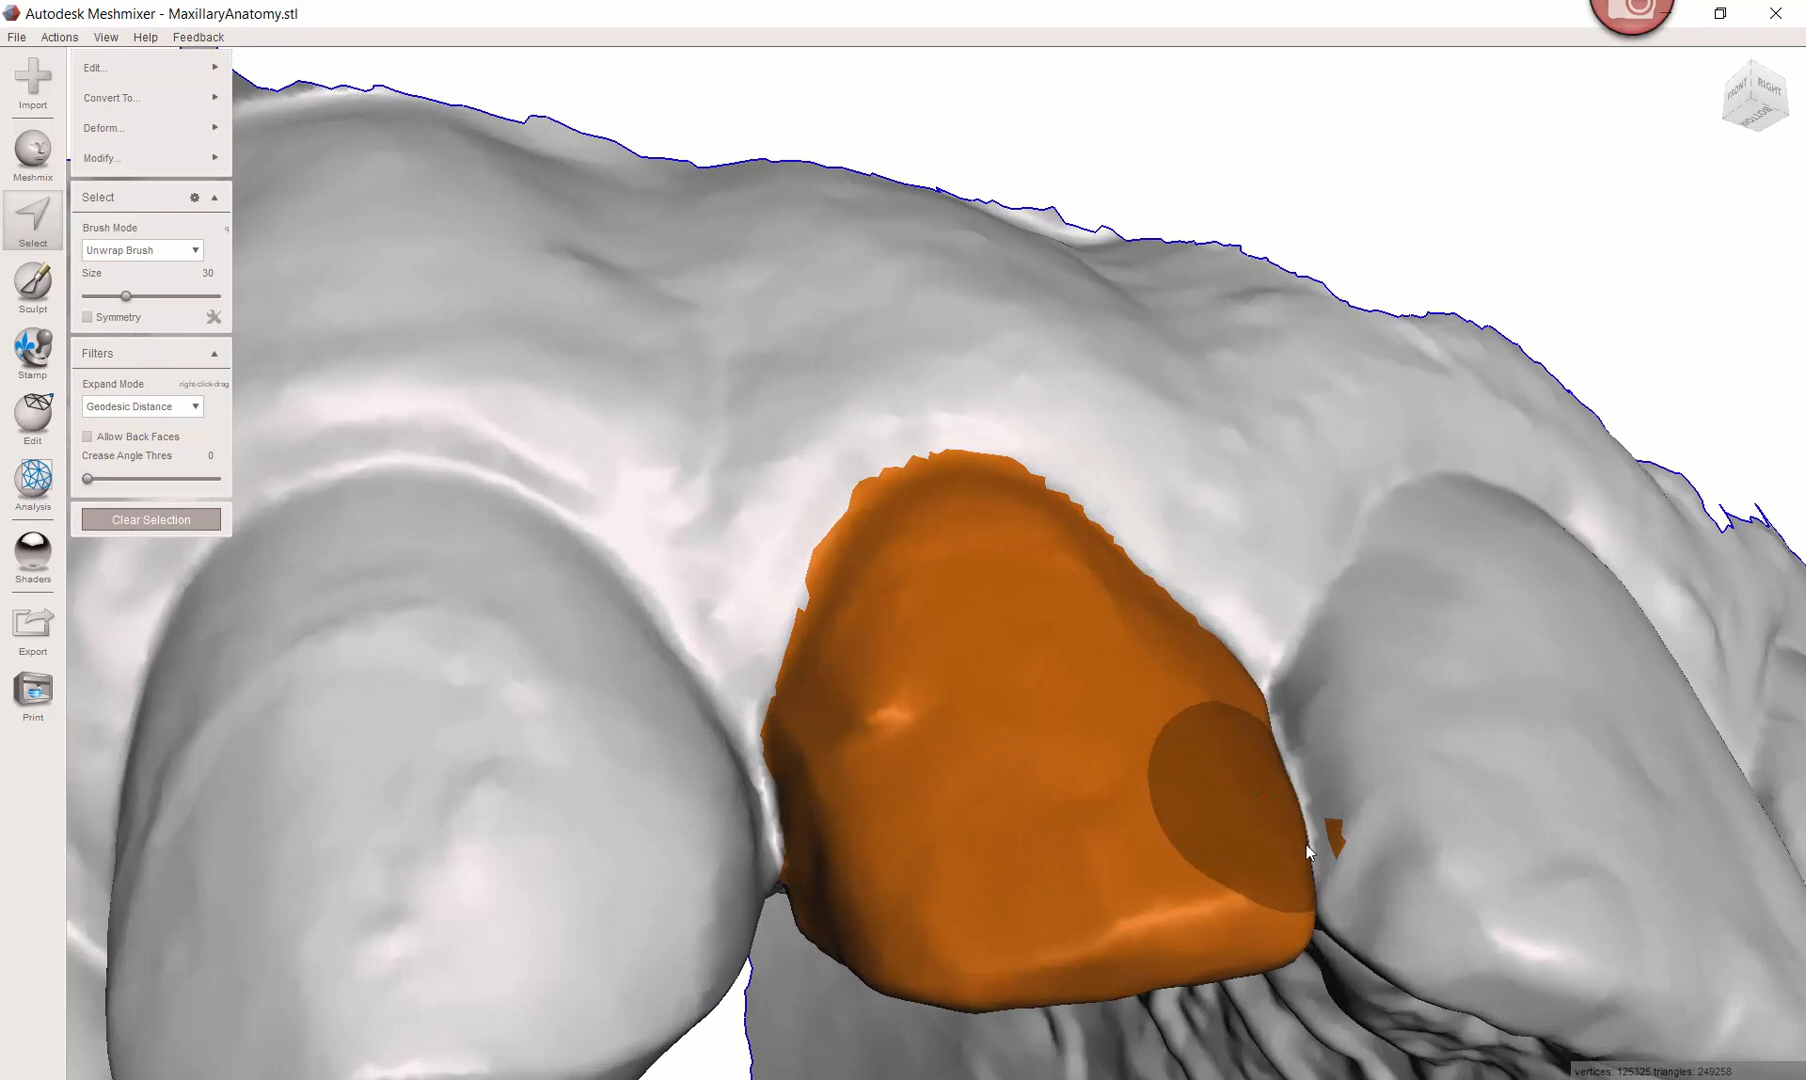 Autodesk Meshmixer - MaxillaryAnatomy.stl
File Actions View Help Feedback
Import
Meshmix
Select
Sculpt
Stamp
Edit
Analysis
Shaders
Export
Print
Edit...
Convert To...
Deform...
Modify...
Select
Brush Mode q
Unwrap Brush
Size 30
Symmetry
Filters
Expand Mode right-click-drag
Geodesic Distance
Allow Back Faces
Crease Angle Thres 0
Clear Selection
FRONT RIGHT
BOTTOM
vertices: 125325 triangles: 249258